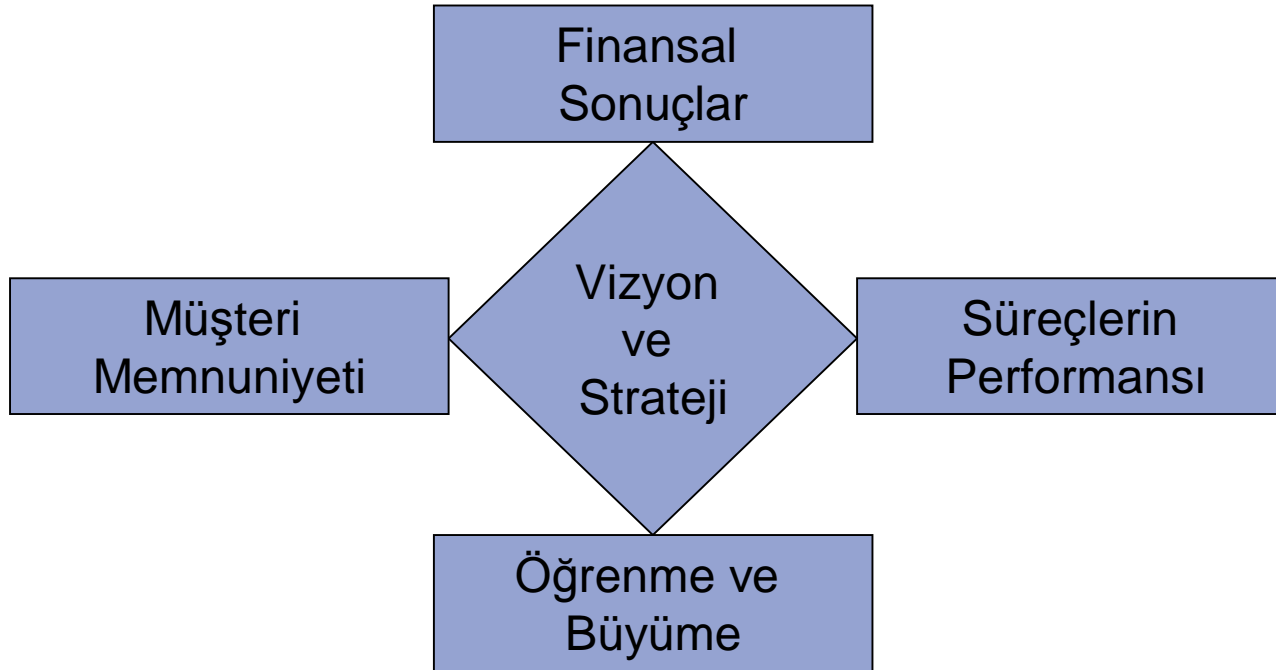 Finansal
Sonuçlar
Vizyon
ve
Strateji
Müşteri
Memnuniyeti
Süreçlerin
Performansı
Öğrenme ve
Büyüme